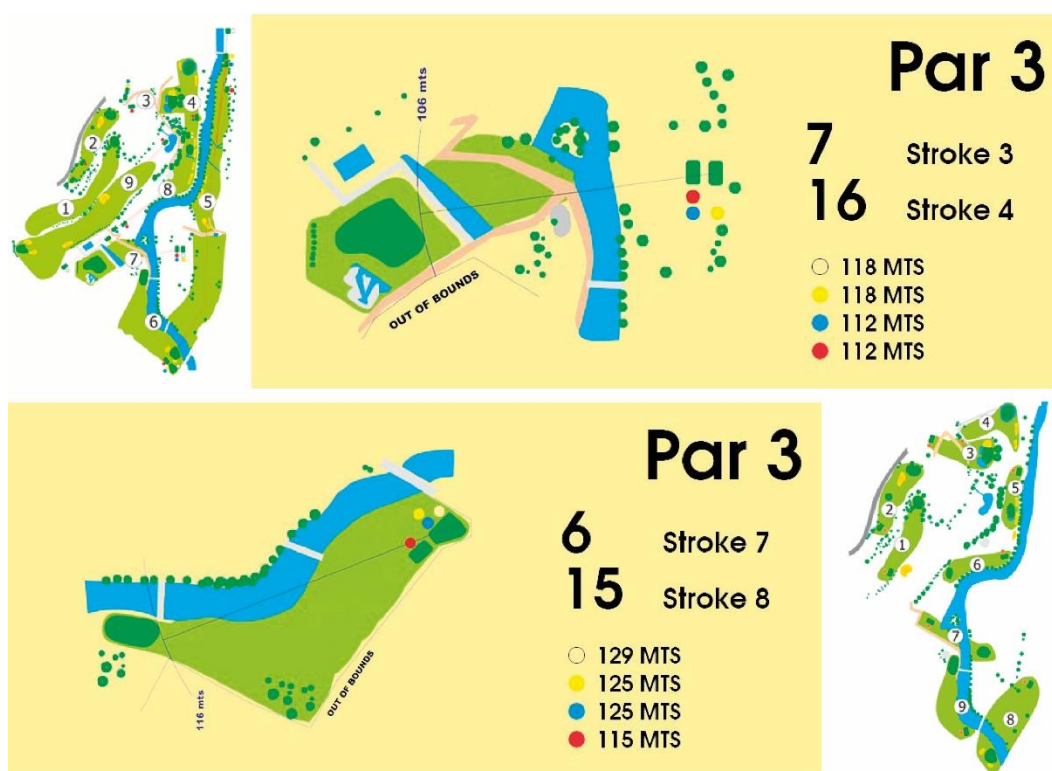 3
4
2
9
8
1
5
7
6
106 mts
OUT OF BOUNDS
Par 3
7 Stroke 3
16 Stroke 4
118 MTS
118 MTS
112 MTS
112 MTS
116 mts
OUT OF BOUNDS
Par 3
6 Stroke 7
15 Stroke 8
129 MTS
125 MTS
125 MTS
115 MTS
4
3
5
2
1
6
7
9
8